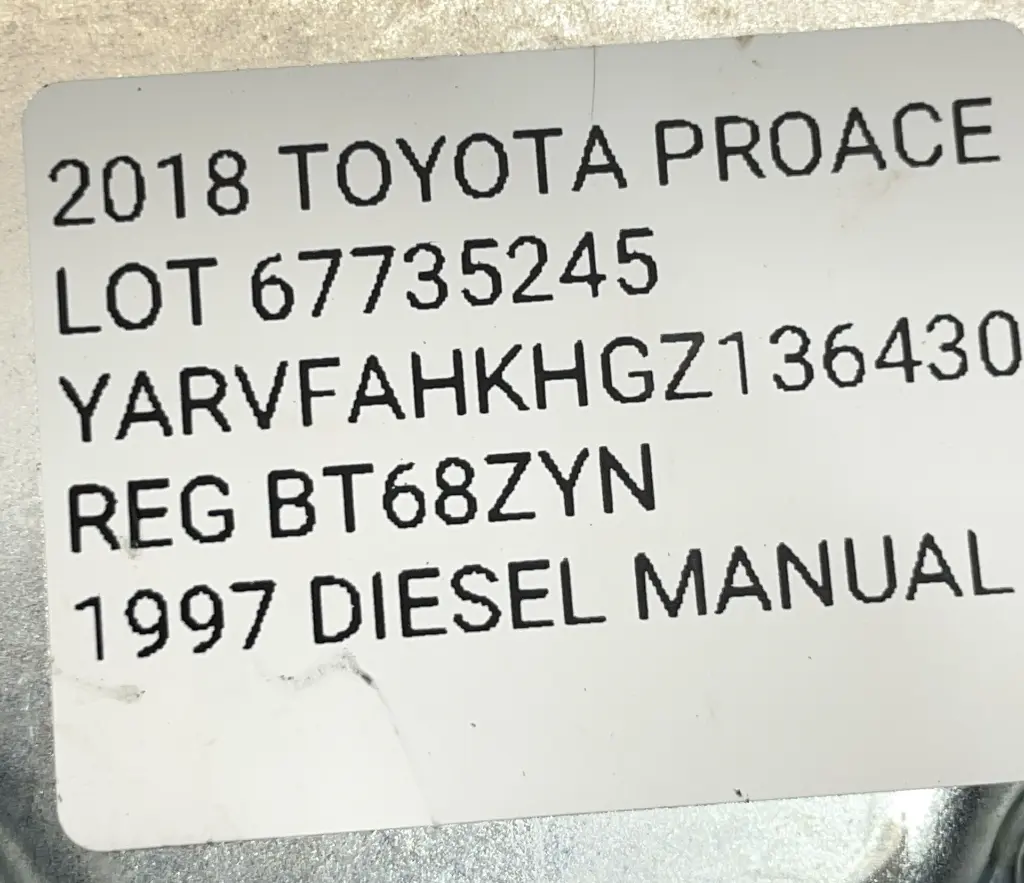 2018 TOYOTA PROACE
LOT 67735245
YARVFAHKHGZ136430
REG BT68ZYN
1997 DIESEL MANUAL